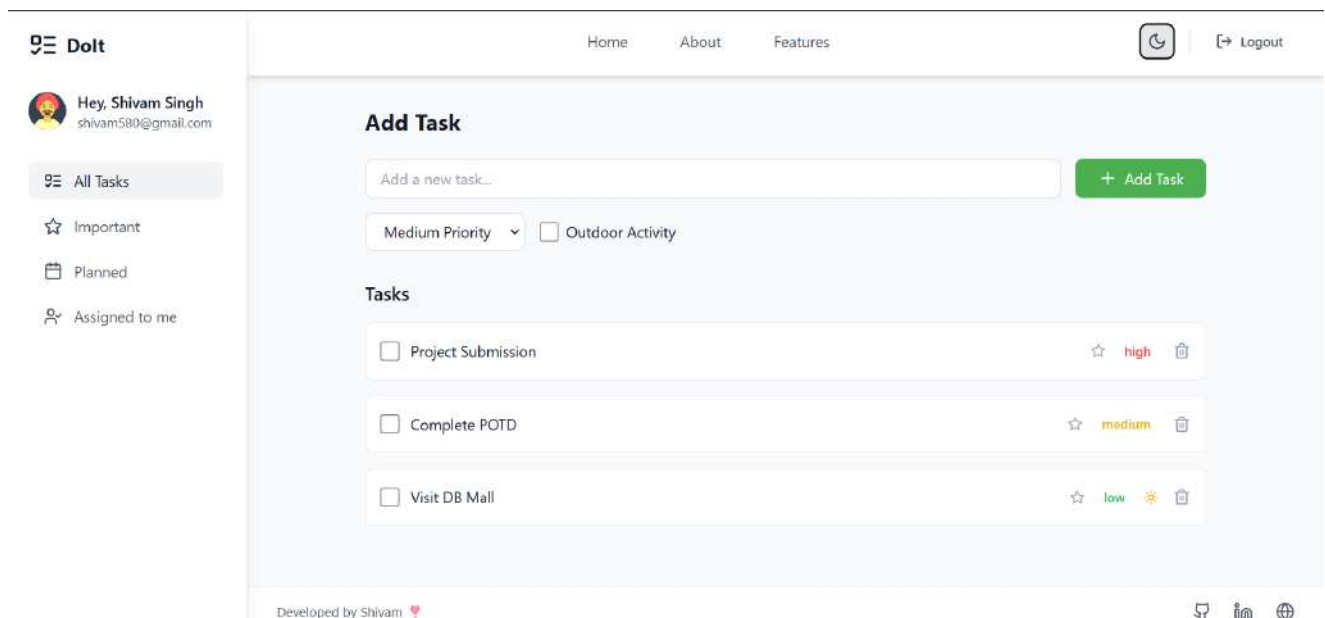 DoIt
Home About Features
Logout
Hey, Shivam Singh
shivam580@gmail.com
All Tasks
Important
Planned
Assigned to me
Add Task
Add a new task...
+ Add Task
Medium Priority
Outdoor Activity
Tasks
Project Submission
high
Complete POTD
medium
Visit DB Mall
low
Developed by Shivam